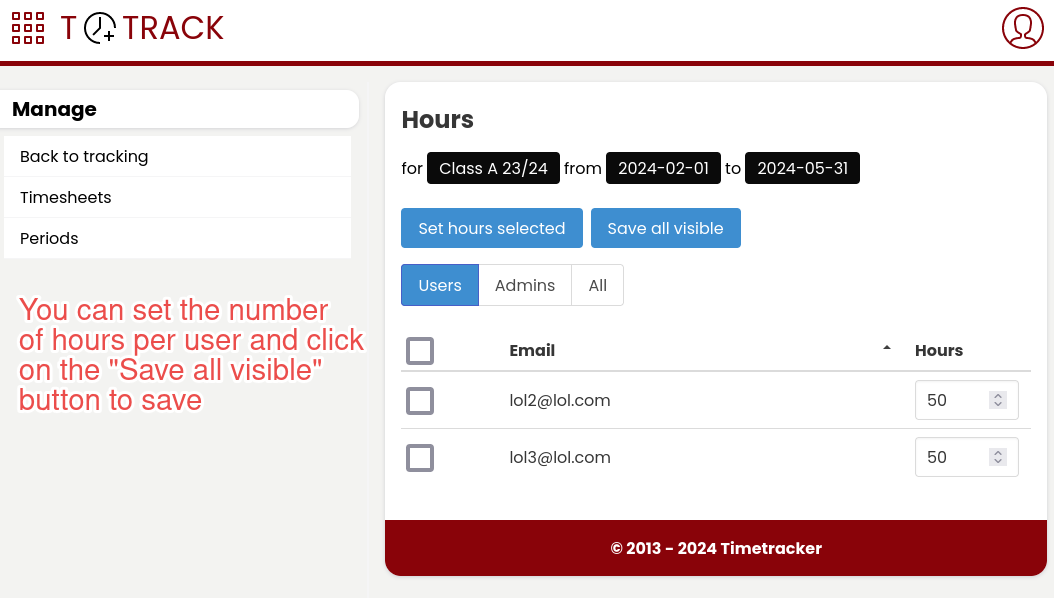 T TRACK
Manage
Back to tracking
Timesheets
Periods
You can set the number
of hours per user and click
on the "Save all visible"
button to save
Hours
for Class A 23/24 from 2024-02-01 to 2024-05-31
Set hours selected Save all visible
Users Admins All
Email Hours
lol2@lol.com 50
lol3@lol.com 50
© 2013 - 2024 Timetracker